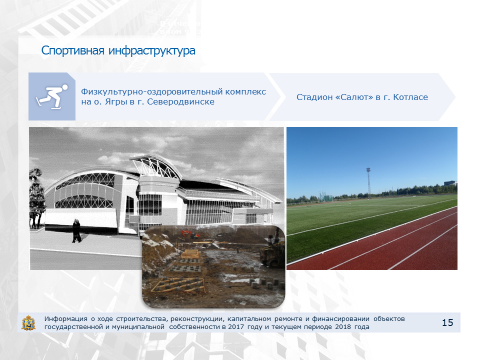 Спортивная инфраструктура
Физкультурно-оздоровительный комплекс
на о. Ягры в г. Северодвинске
Стадион «Салют» в г. Котласе
Информация о ходе строительства, реконструкции, капитальном ремонте и финансировании объектов
государственной и муниципальной собственности в 2017 году и текущем периоде 2018 года
15